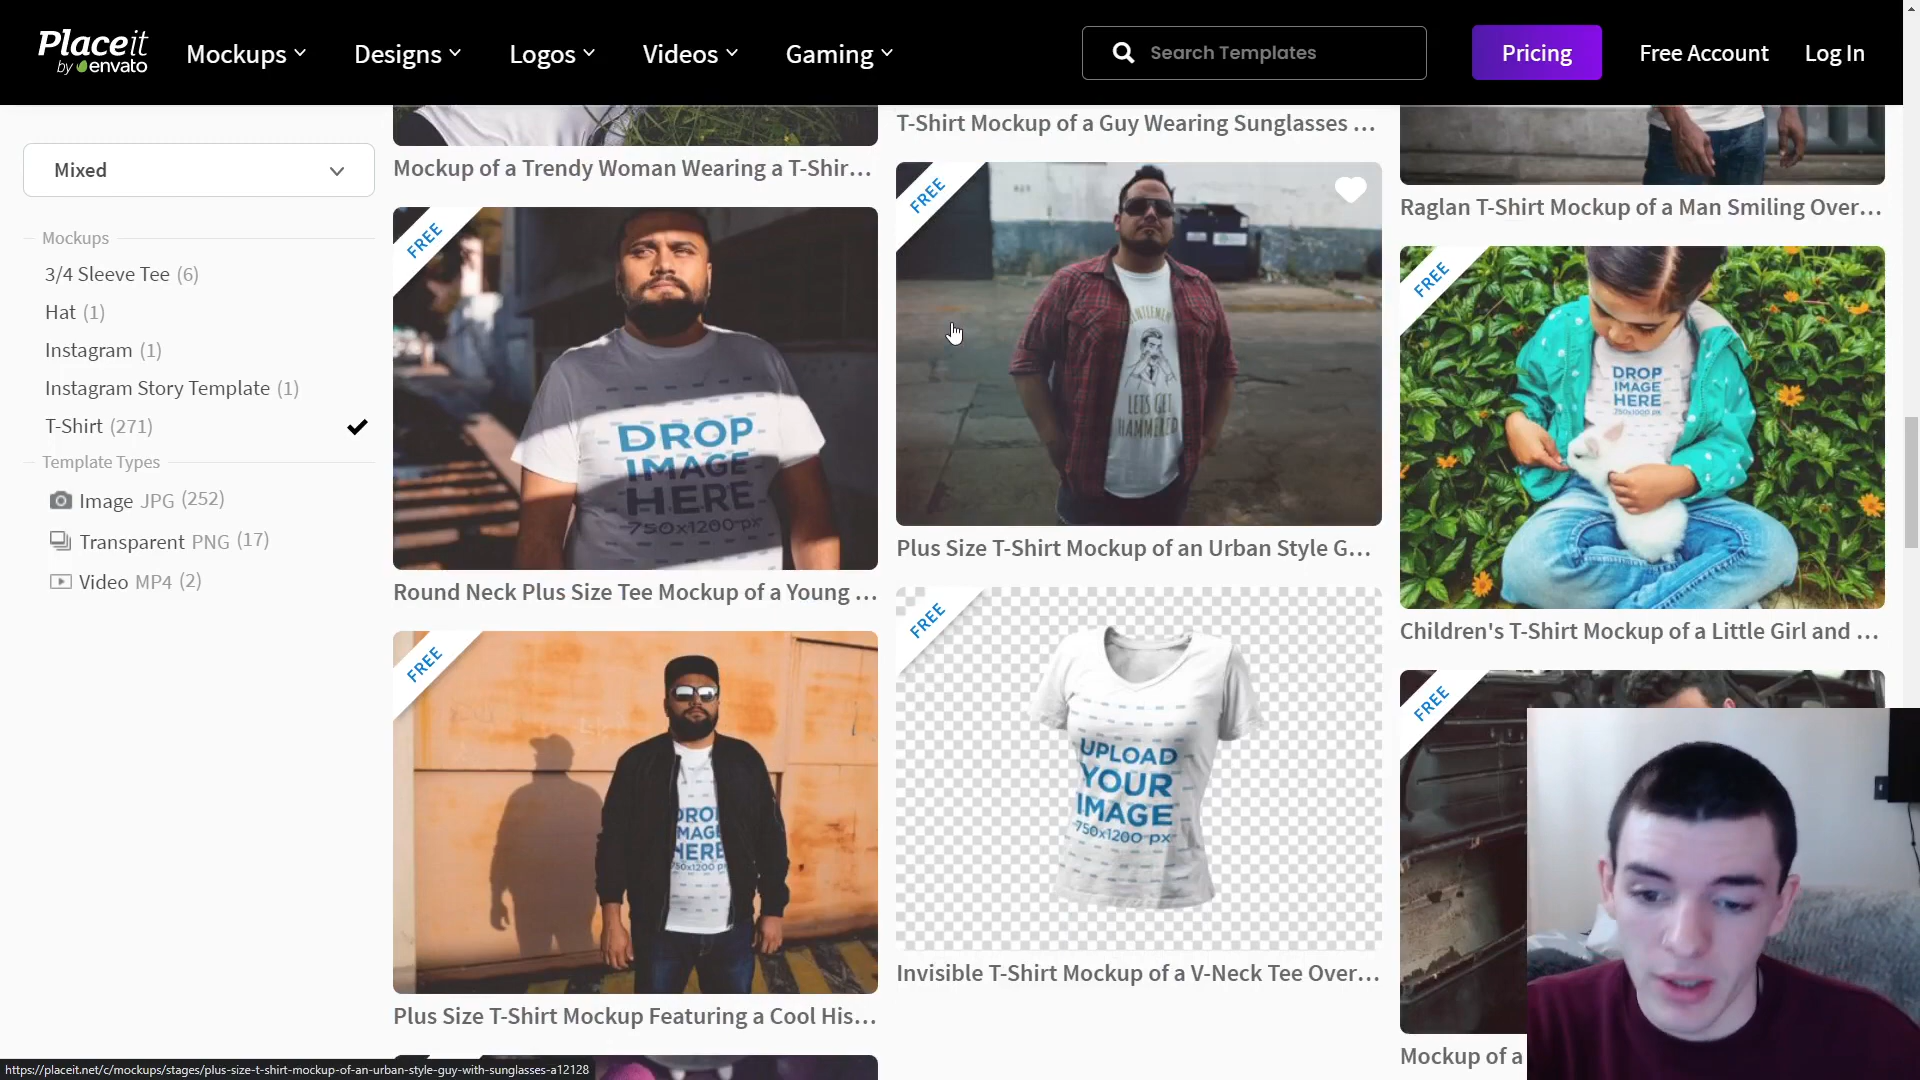 Placeit
by envato
Mockups
Designs
Logos
Videos
Gaming
Search Templates
Pricing
Free Account
Log In
Mixed
Mockups
3/4 Sleeve Tee (6)
Hat (1)
Instagram (1)
Instagram Story Template (1)
T-Shirt (271)
Template Types
Image JPG (252)
Transparent PNG (17)
Video MP4 (2)
Mockup of a Trendy Woman Wearing a T-Shir...
FREE
DROP
IMAGE
HERE
750x1200 px
Round Neck Plus Size Tee Mockup of a Young ...
FREE
DROP
IMAGE
HERE
750x1200 px
Plus Size T-Shirt Mockup Featuring a Cool His...
T-Shirt Mockup of a Guy Wearing Sunglasses ...
FREE
LETS GET
HAMMERED
Plus Size T-Shirt Mockup of an Urban Style G...
FREE
UPLOAD
YOUR
IMAGE
750x1200 px
Invisible T-Shirt Mockup of a V-Neck Tee Over...
Raglan T-Shirt Mockup of a Man Smiling Over...
FREE
DROP
IMAGE
HERE
750x1000 px
Children's T-Shirt Mockup of a Little Girl and ...
FREE
Mockup of a
https://placeit.net/c/mockups/stages/plus-size-t-shirt-mockup-of-an-urban-style-guy-with-sunglasses-a12128